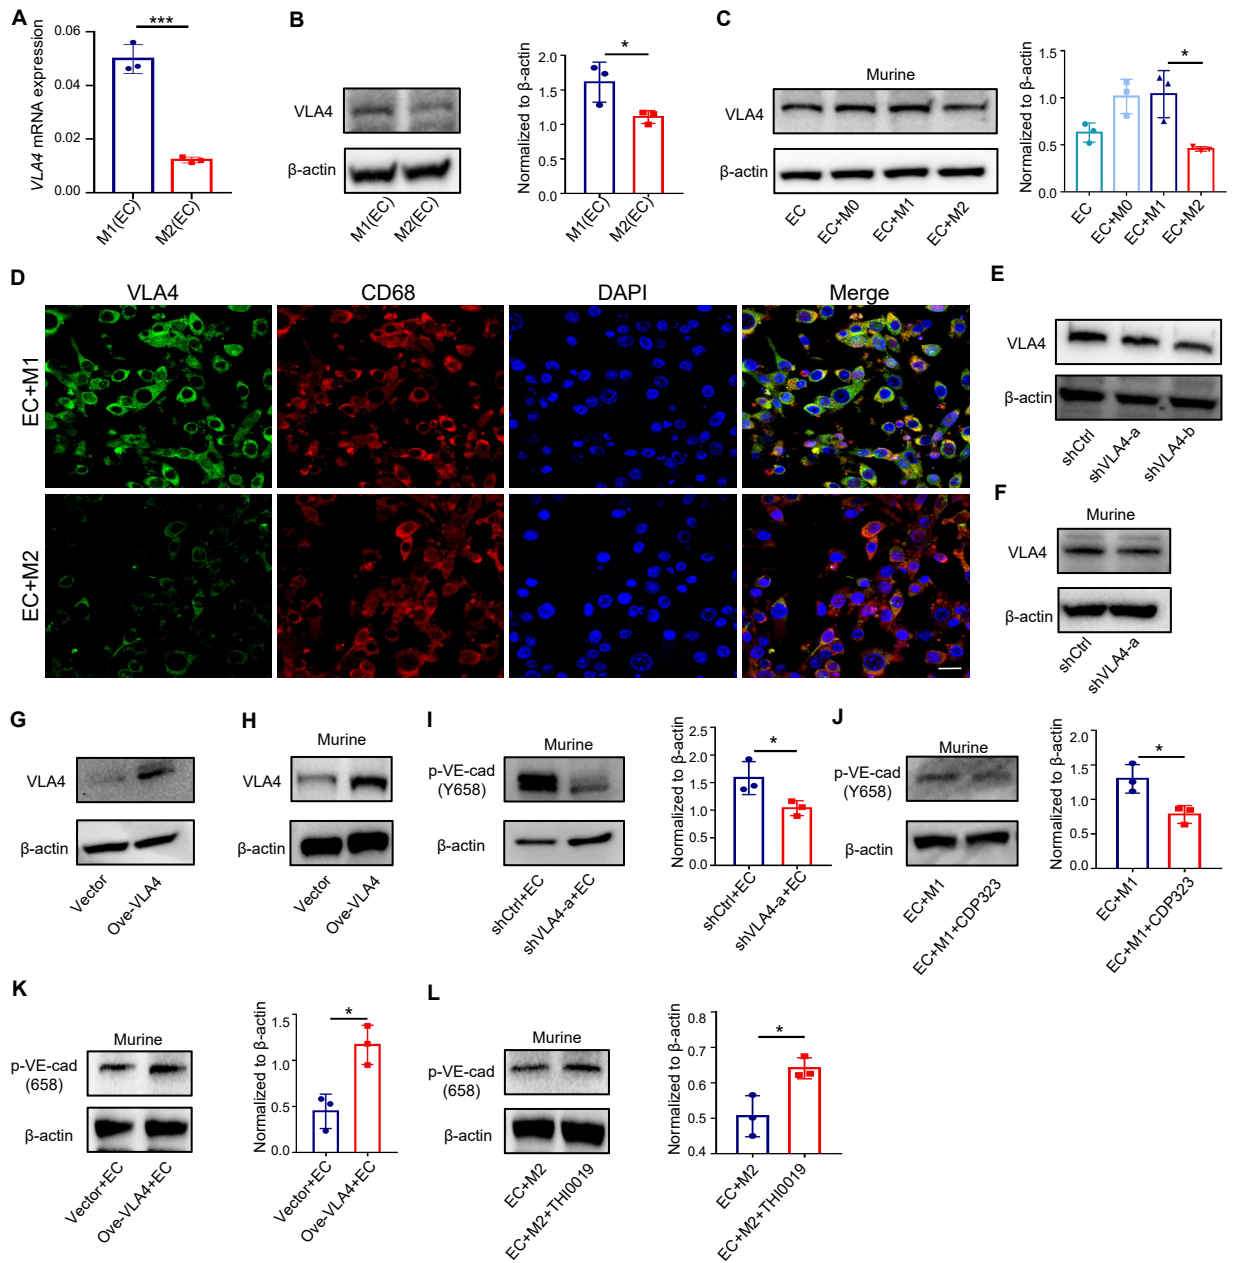 A
VLA4 mRNA expression
0.06
0.04
0.02
0.00
***
M1(EC)
M2(EC)
B
VLA4
β-actin
M1(EC)
M2(EC)
Normalized to β-actin
2.0
1.5
1.0
0.5
0.0
*
M1(EC)
M2(EC)
C
Murine
VLA4
β-actin
EC
EC+M0
EC+M1
EC+M2
Normalized to β-actin
1.5
1.0
0.5
0.0
*
EC
EC+M0
EC+M1
EC+M2
D
VLA4
CD68
DAPI
Merge
EC+M1
EC+M2
E
VLA4
β-actin
shCtrl
shVLA4-a
shVLA4-b
F
Murine
VLA4
β-actin
shCtrl
shVLA4-a
G
VLA4
β-actin
Vector
Ove-VLA4
H
Murine
VLA4
β-actin
Vector
Ove-VLA4
I
Murine
p-VE-cad
(Y658)
β-actin
shCtrl+EC
shVLA4-a+EC
Normalized to β-actin
2.5
2.0
1.5
1.0
0.5
0.0
*
shCtrl+EC
shVLA4-a+EC
J
Murine
p-VE-cad
(Y658)
β-actin
EC+M1
EC+M1+CDP323
Normalized to β-actin
2.0
1.5
1.0
0.5
0.0
*
EC+M1
EC+M1+CDP323
K
Murine
p-VE-cad
(658)
β-actin
Vector+EC
Ove-VLA4+EC
Normalized to β-actin
1.5
1.0
0.5
0.0
*
Vector+EC
Ove-VLA4+EC
L
Murine
p-VE-cad
(658)
β-actin
EC+M2
EC+M2+THI0019
Normalized to β-actin
0.8
0.7
0.6
0.5
0.4
*
EC+M2
EC+M2+THI0019